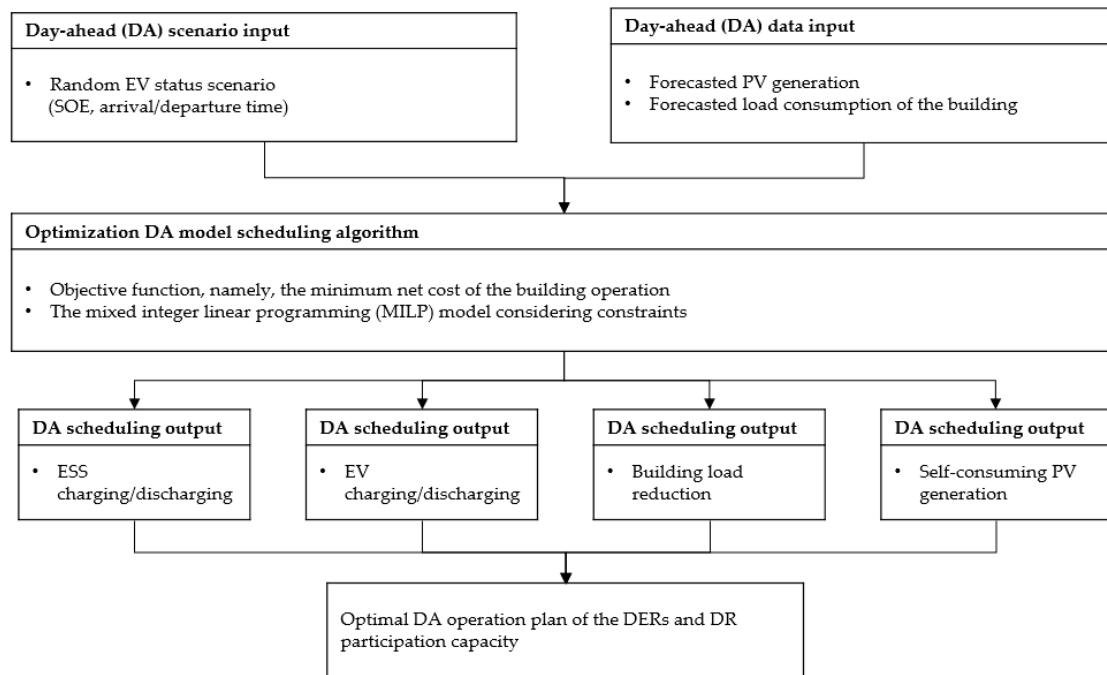 Day-ahead (DA) scenario input
• Random EV status scenario
(SOE, arrival/departure time)
Day-ahead (DA) data input
• Forecasted PV generation
• Forecasted load consumption of the building
Optimization DA model scheduling algorithm
• Objective function, namely, the minimum net cost of the building operation
• The mixed integer linear programming (MILP) model considering constraints
DA scheduling output
• ESS
charging/discharging
DA scheduling output
• EV
charging/discharging
DA scheduling output
• Building load
reduction
DA scheduling output
• Self-consuming PV
generation
Optimal DA operation plan of the DERs and DR
participation capacity